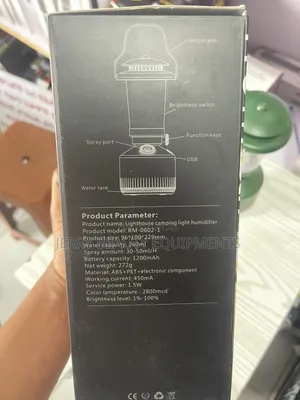 Lampshade
Brightness switch
Function keys
Spray port
USB
Water tank
Product Parameter:
Product name, Lighthouse camping light humidifier
Product model: RM-0602-1
Product size: 96*100*229mm
Water capacity: 260ml
Spray amount: 30-50ml/H
Battery capacity: 1200mAh
Net weight: 272g
Material: ABS+PET+electronic component
Working current: 450mA
Service power: 1.5W
Color temperature : 2800mcd
Brightness level: 1%-100%
CE